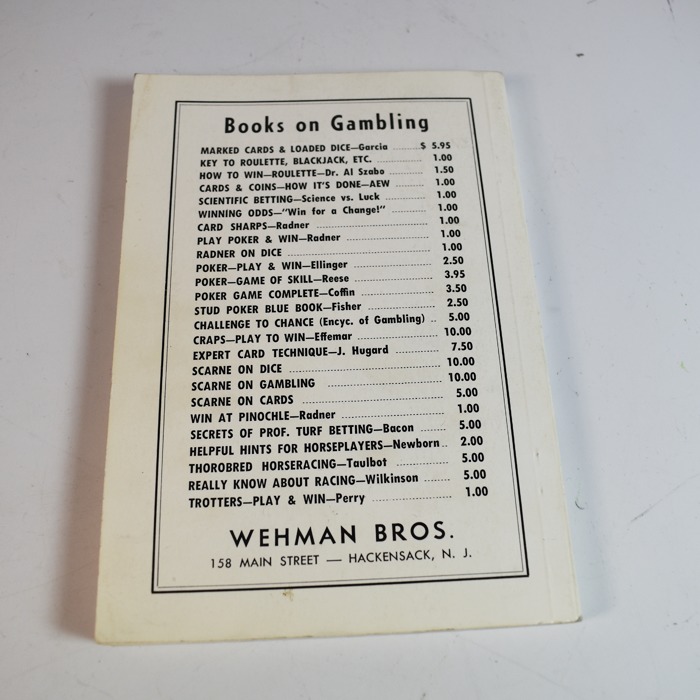 Books on Gambling
MARKED CARDS & LOADED DICE—Garcia ........ $ 5.95
KEY TO ROULETTE, BLACKJACK, ETC. ........ 1.00
HOW TO WIN—ROULETTE—Dr. Al Szabo ........ 1.50
CARDS & COINS—HOW IT'S DONE—AEW ........ 1.00
SCIENTIFIC BETTING—Science vs. Luck ........ 1.00
WINNING ODDS—"Win for a Change!" ........ 1.00
CARD SHARPS—Radner ........ 1.00
PLAY POKER & WIN—Radner ........ 1.00
RADNER ON DICE ........ 1.00
POKER—PLAY & WIN—Ellinger ........ 2.50
POKER—GAME OF SKILL—Reese ........ 3.95
POKER GAME COMPLETE—Coffin ........ 3.50
STUD POKER BLUE BOOK—Fisher ........ 2.50
CHALLENGE TO CHANCE (Encyc. of Gambling) .. 5.00
CRAPS—PLAY TO WIN—Effemar ........ 10.00
EXPERT CARD TECHNIQUE—J. Hugard ........ 7.50
SCARNE ON DICE ........ 10.00
SCARNE ON GAMBLING ........ 10.00
SCARNE ON CARDS ........ 5.00
WIN AT PINOCHLE—Radner ........ 1.00
SECRETS OF PROF. TURF BETTING—Bacon ........ 5.00
HELPFUL HINTS FOR HORSEPLAYERS—Newborn .. 2.00
THOROBRED HORSERACING—Taulbot ........ 5.00
REALLY KNOW ABOUT RACING—Wilkinson ........ 5.00
TROTTERS—PLAY & WIN—Perry ........ 1.00
WEHMAN BROS.
158 MAIN STREET — HACKENSACK, N. J.